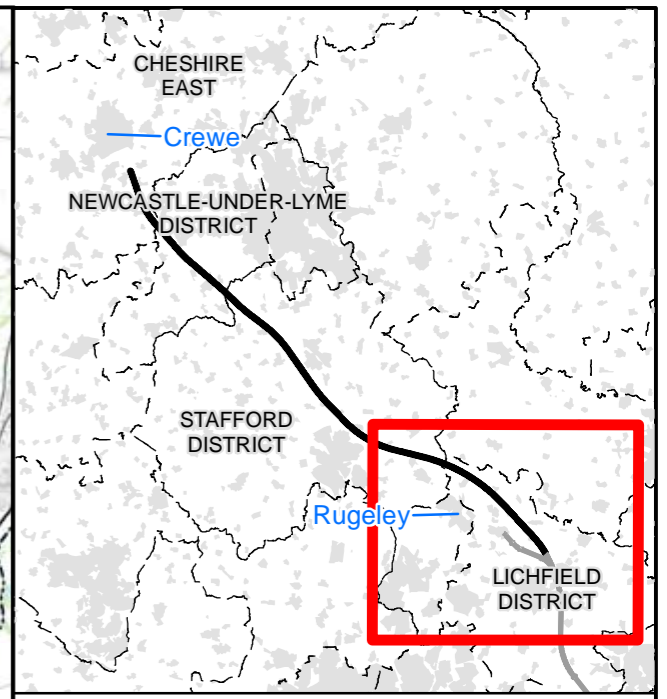 CHESHIRE
EAST
Crewe
NEWCASTLE-UNDER-LYME
DISTRICT
STAFFORD
DISTRICT
Rugeley
LICHFIELD
DISTRICT